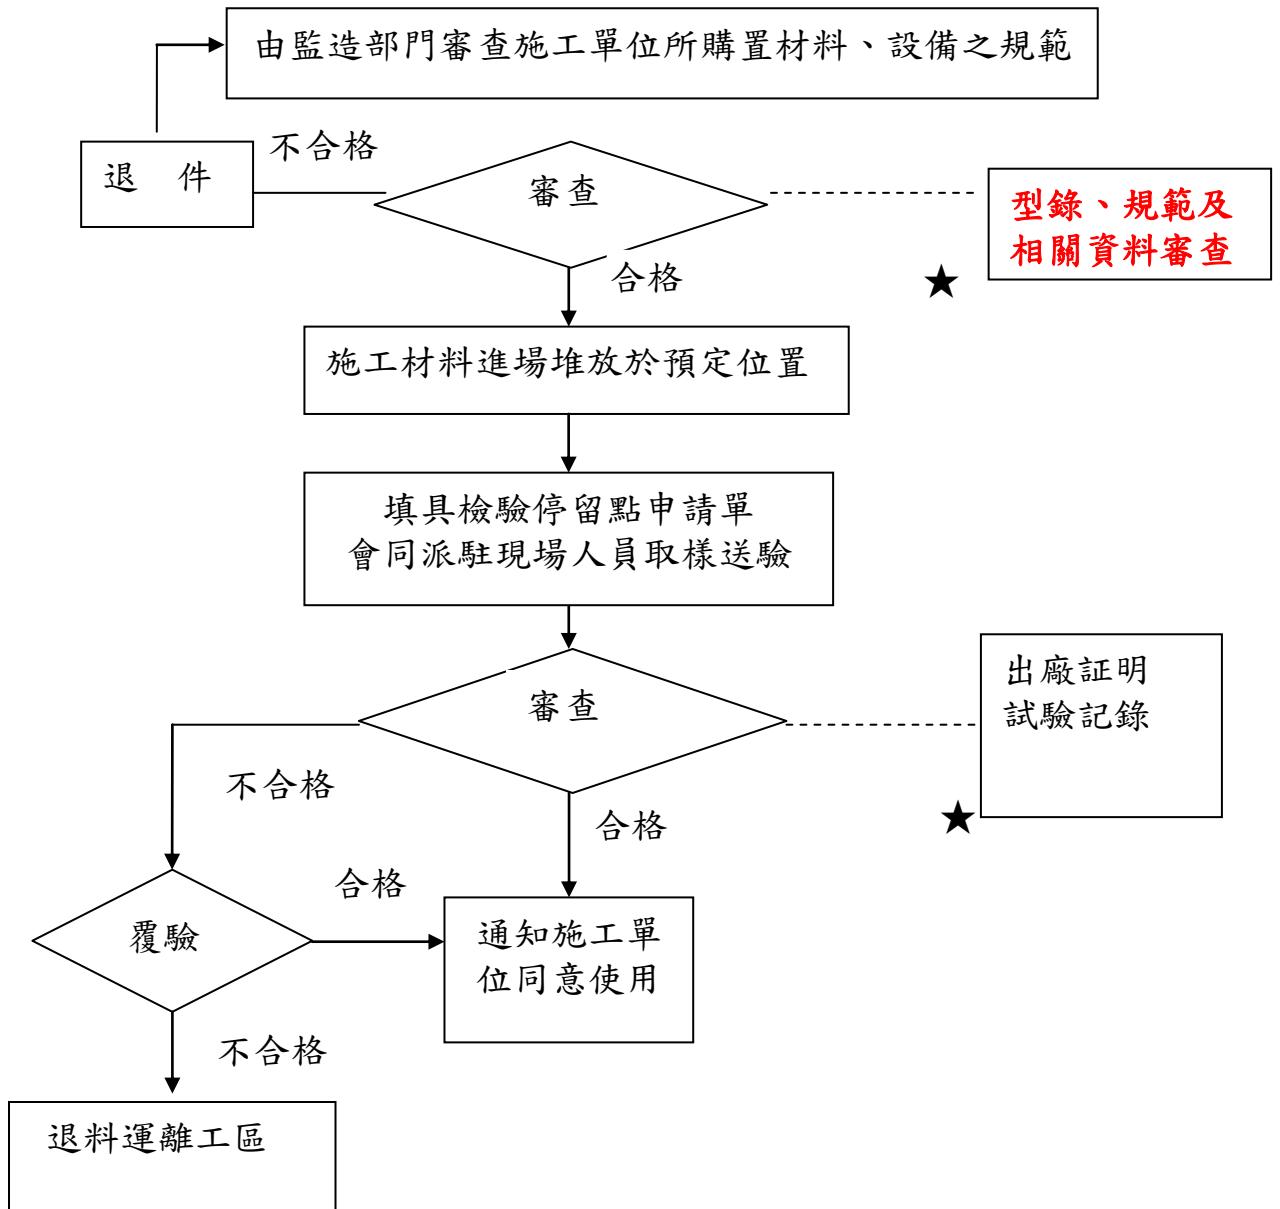 由監造部門審查施工單位所購置材料、設備之規範
不合格
退 件
審查
型錄、規範及
相關資料審查
合格
★
施工材料進場堆放於預定位置
填具檢驗停留點申請單
會同派駐現場人員取樣送驗
審查
出廠証明
試驗記錄
不合格
合格
★
合格
覆驗
通知施工單
位同意使用
不合格
退料運離工區